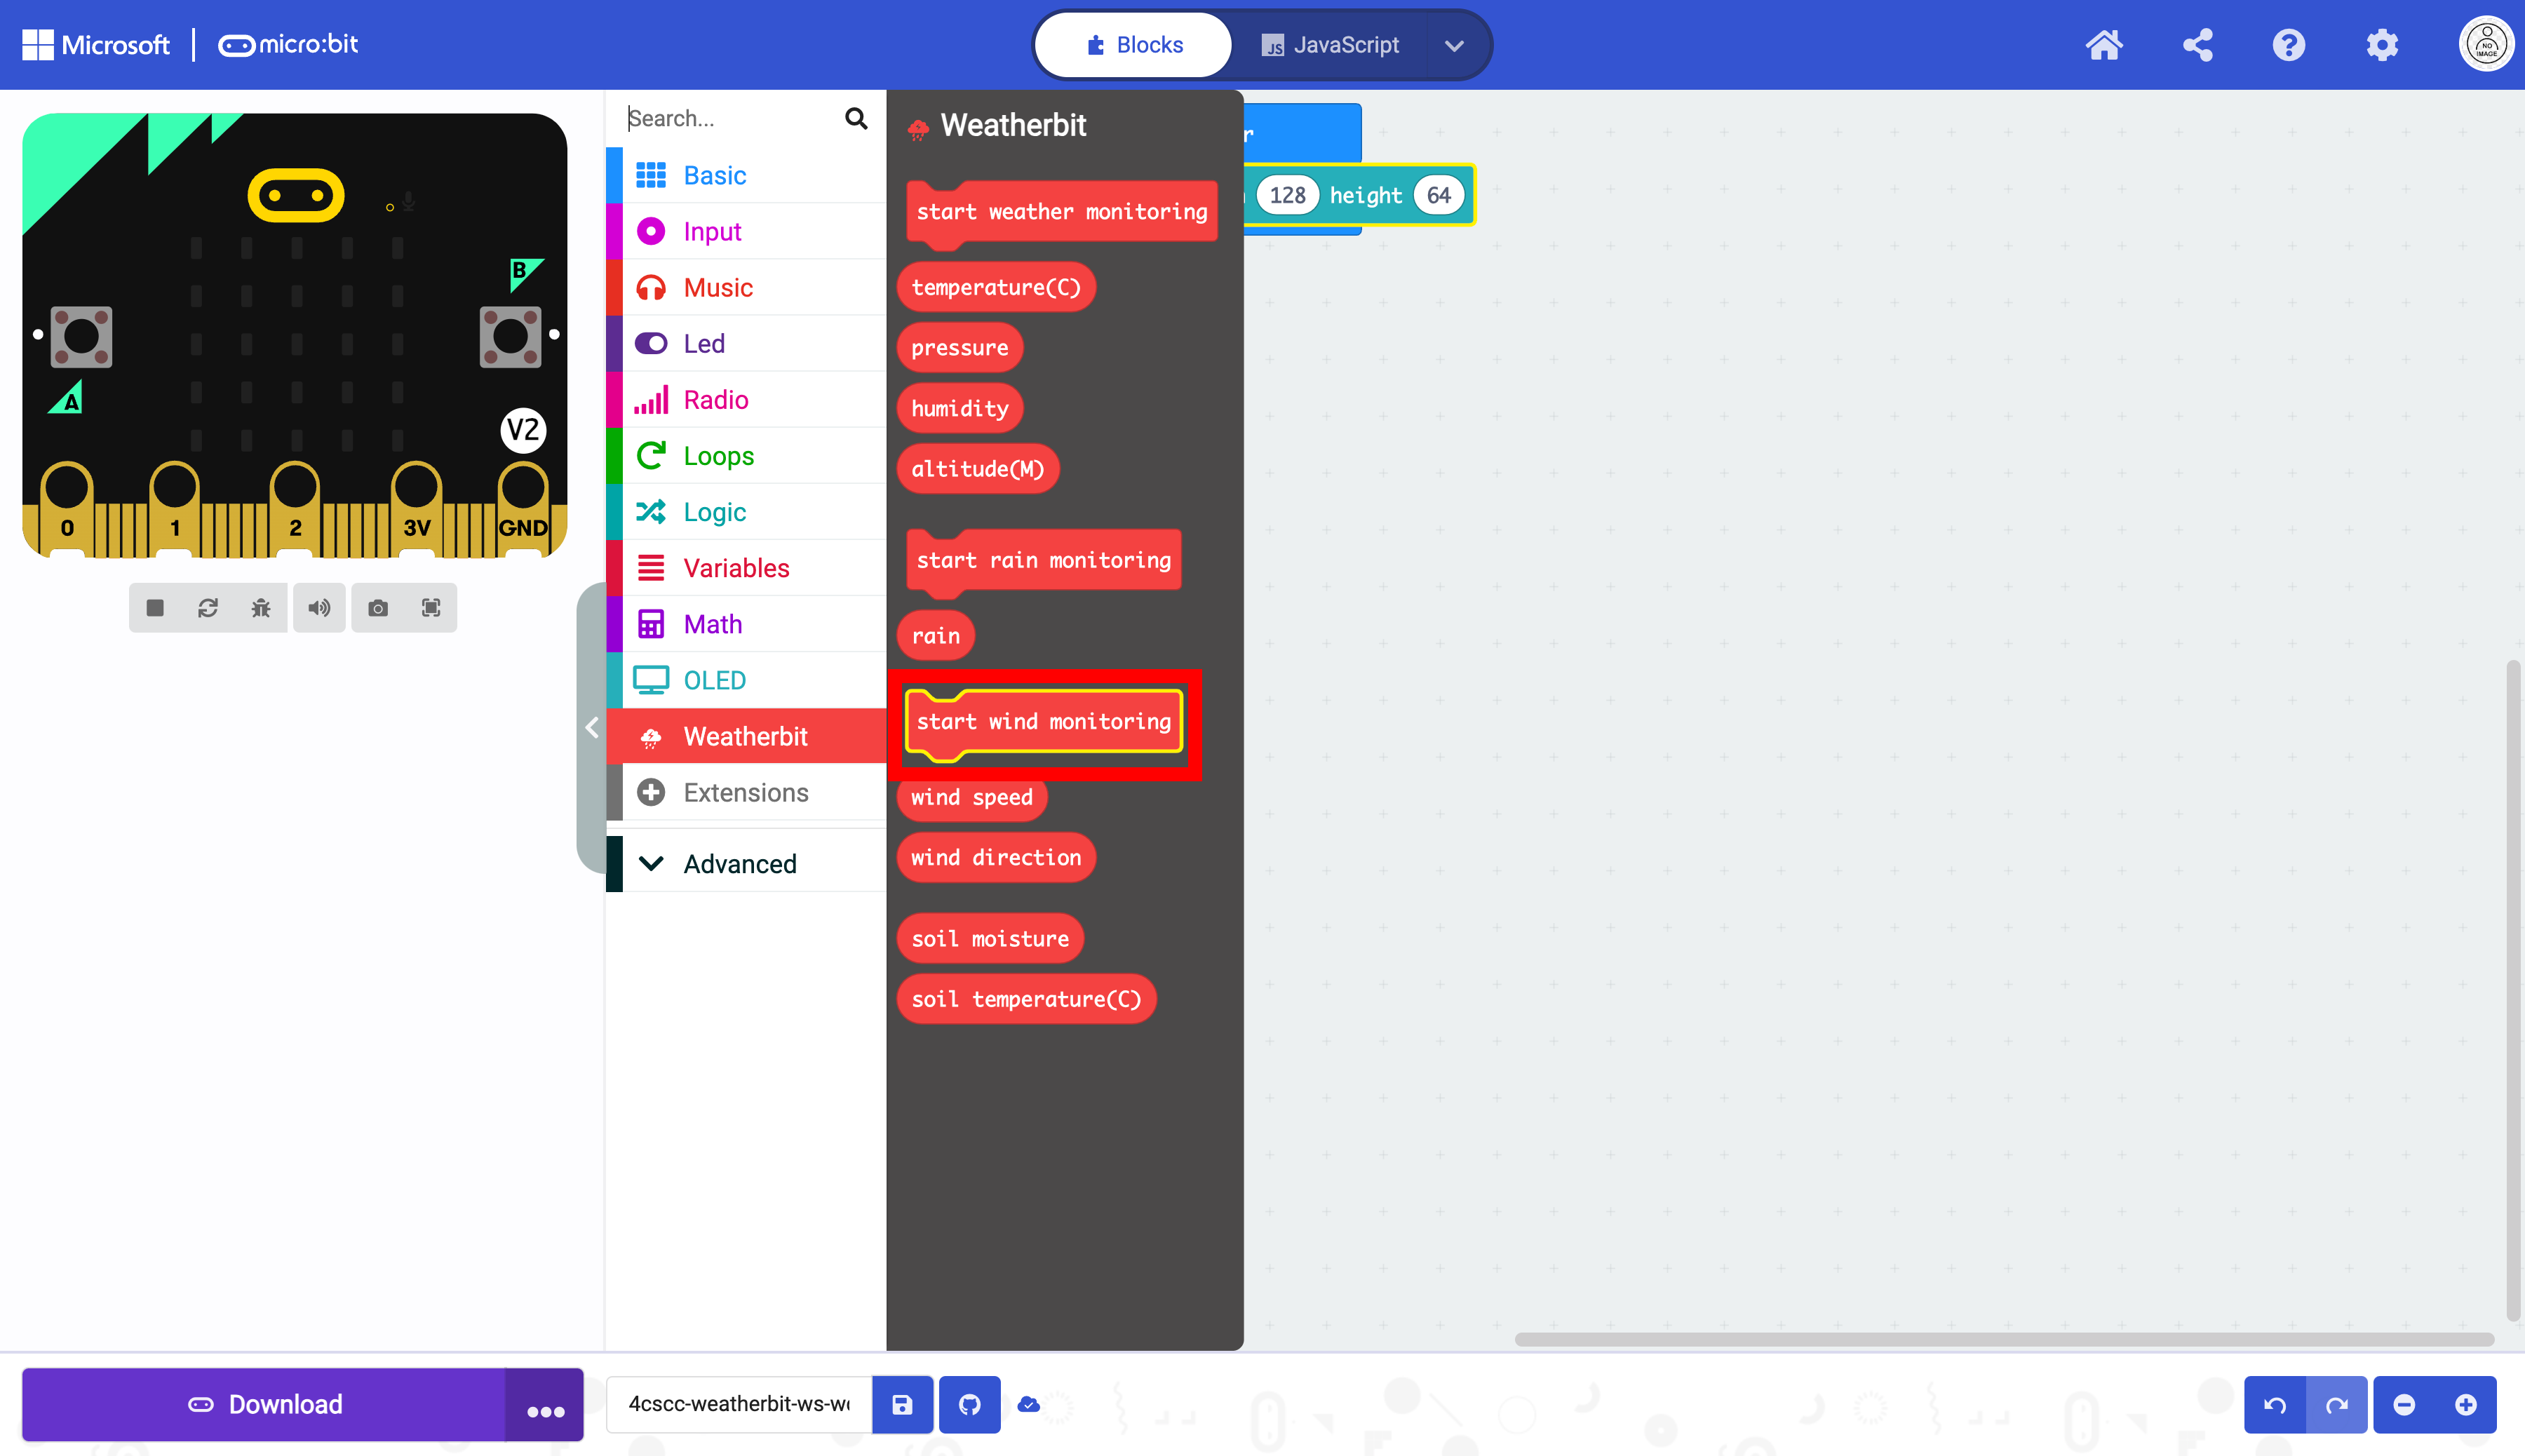 Microsoft
micro:bit
Blocks
JS
JavaScript
NO
IMAGE
B
A
V2
0
1
2
3V
GND
Search...
Basic
Input
Music
Led
Radio
Loops
Logic
Variables
Math
OLED
Weatherbit
Extensions
Advanced
Weatherbit
start weather monitoring
temperature(C)
pressure
humidity
altitude(M)
start rain monitoring
rain
start wind monitoring
wind speed
wind direction
soil moisture
soil temperature(C)
r
128 height 64
Download
4cscc-weatherbit-ws-w